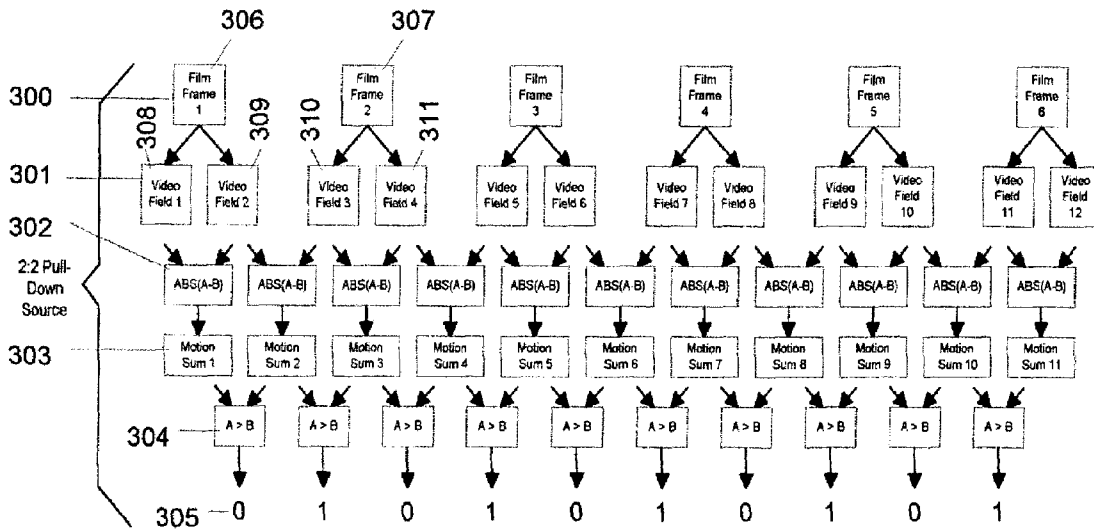 306
307
300
Film Frame 1
Film Frame 2
Film Frame 3
Film Frame 4
Film Frame 5
Film Frame 6
308
309
310
311
301
Video Field 1
Video Field 2
Video Field 3
Video Field 4
Video Field 5
Video Field 6
Video Field 7
Video Field 8
Video Field 9
Video Field 10
Video Field 11
Video Field 12
302
2:2 Pull-
Down
Source
ABS(A-B)
ABS(A-B)
ABS(A-B)
ABS(A-B)
ABS(A-B)
ABS(A-B)
ABS(A-B)
ABS(A-B)
ABS(A-B)
ABS(A-B)
ABS(A-B)
303
Motion Sum 1
Motion Sum 2
Motion Sum 3
Motion Sum 4
Motion Sum 5
Motion Sum 6
Motion Sum 7
Motion Sum 8
Motion Sum 9
Motion Sum 10
Motion Sum 11
304
A > B
A > B
A > B
A > B
A > B
A > B
A > B
A > B
A > B
A > B
305
0 1 0 1 0 1 0 1 0 1